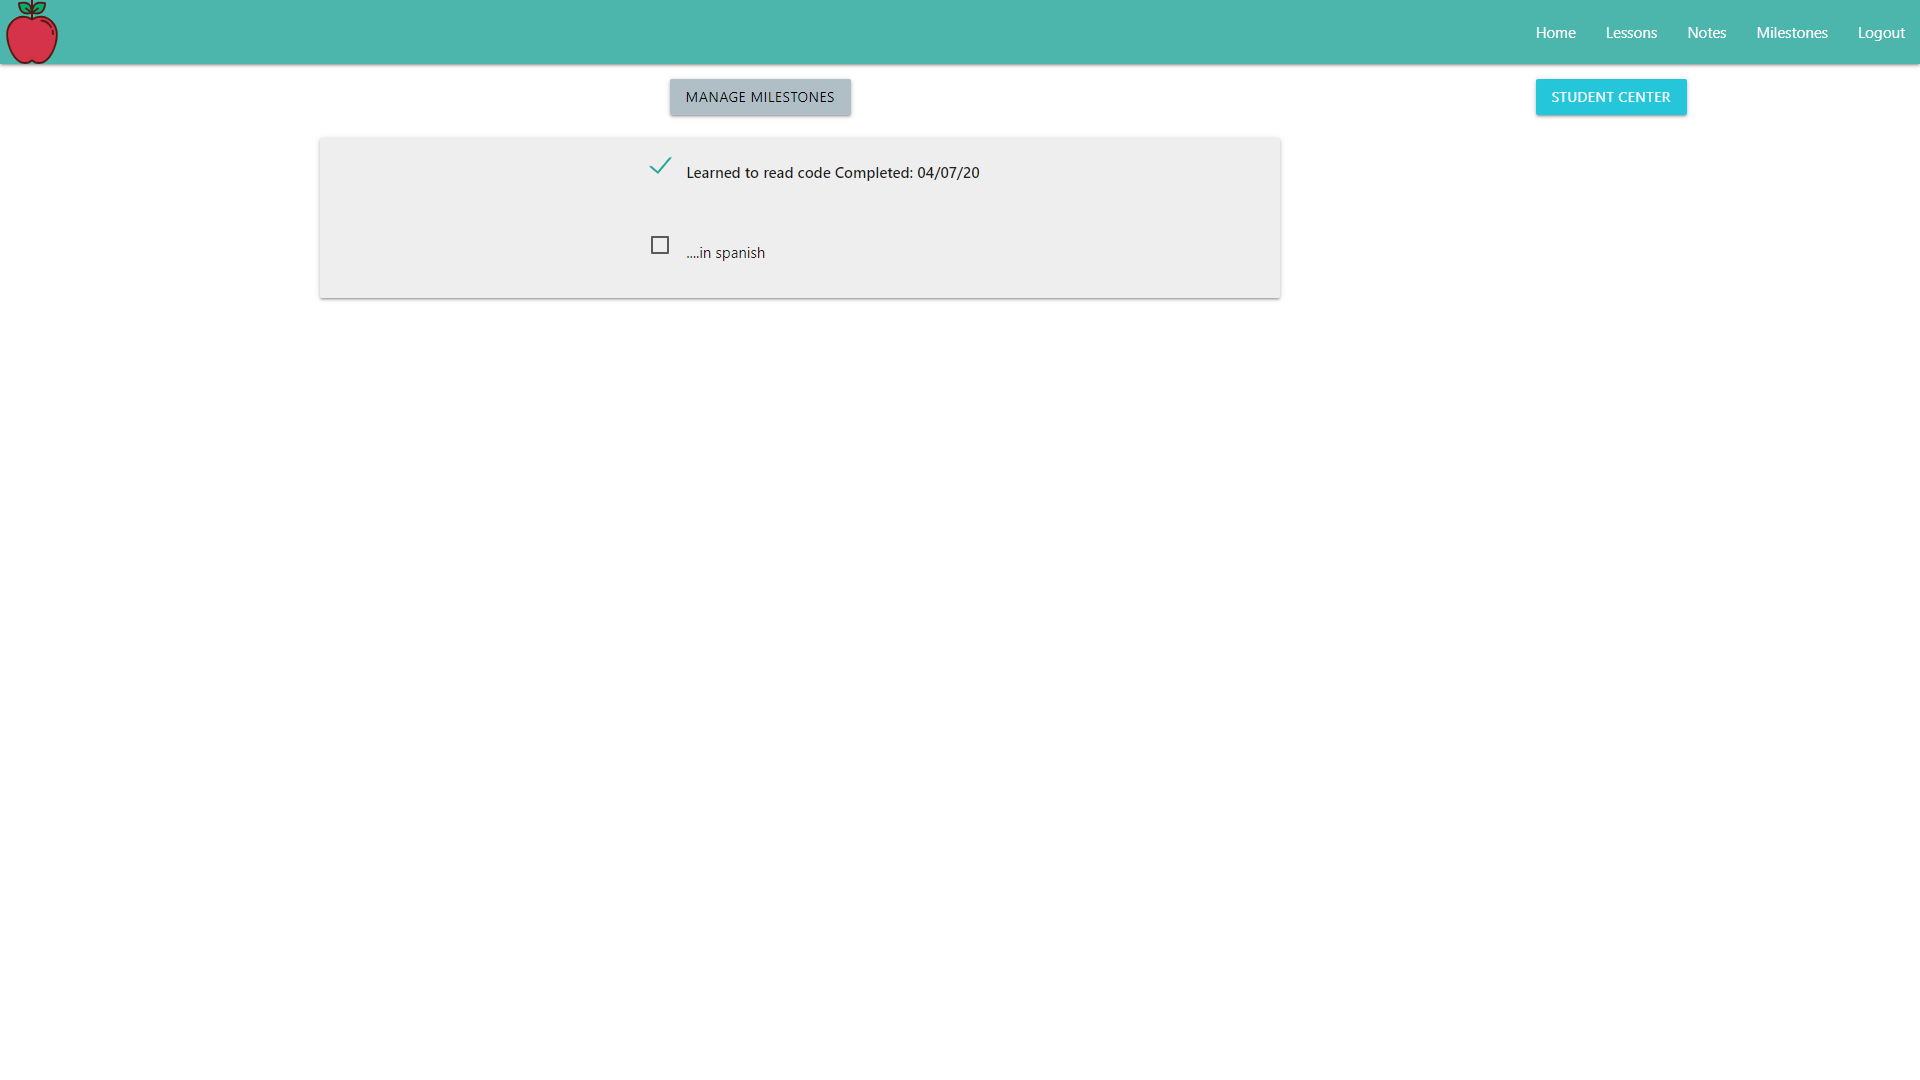 Home Lessons Notes Milestones Logout
MANAGE MILESTONES STUDENT CENTER
Learned to read code Completed: 04/07/20
....in spanish